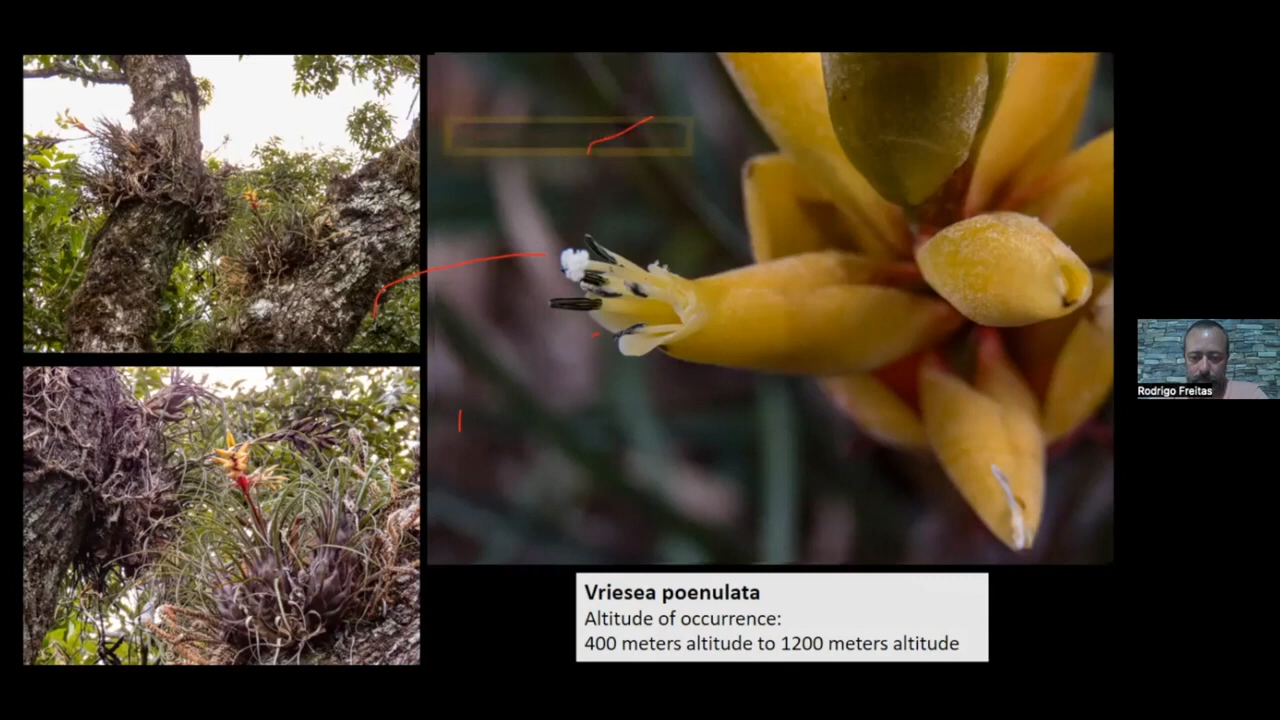 Vriesea poenulata
Altitude of occurrence:
400 meters altitude to 1200 meters altitude
Rodrigo Freitas